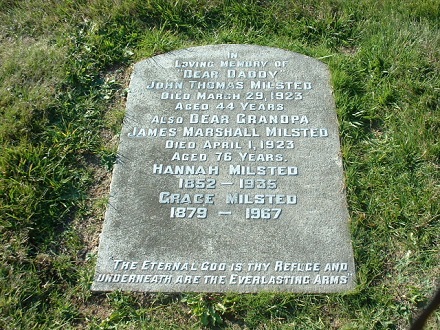 IN
LOVING MEMORY OF
"DEAR DADDY"
JOHN THOMAS MILSTED
DIED MARCH 29, 1923
AGED 44 YEARS.
ALSO DEAR GRANDPA
JAMES MARSHALL MILSTED
DIED APRIL 1, 1923
AGED 76 YEARS.
HANNAH MILSTED
1852 — 1935
GRACE MILSTED
1879 — 1967
"THE ETERNAL GOD IS THY REFUGE AND
UNDERNEATH ARE THE EVERLASTING ARMS"